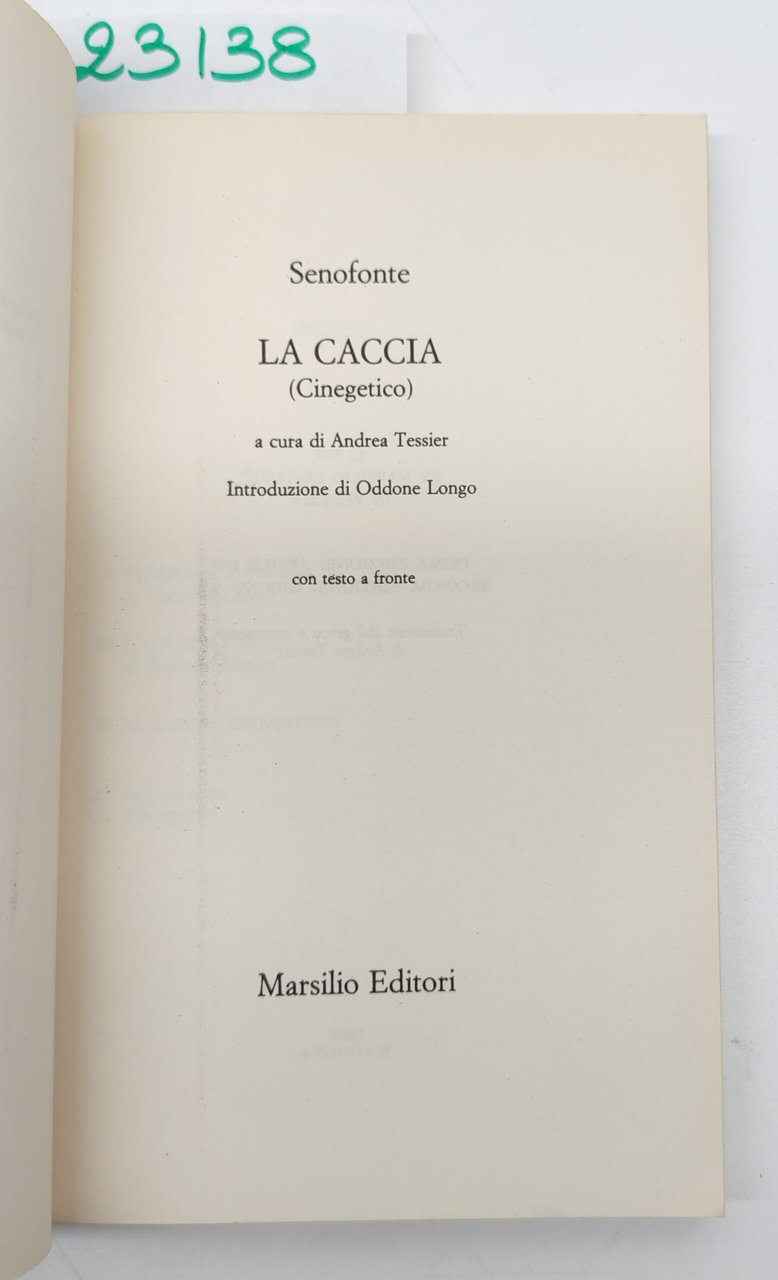 23138
Senofonte
LA CACCIA
(Cinegetico)
a cura di Andrea Tessier
Introduzione di Oddone Longo
con testo a fronte
Marsilio Editori